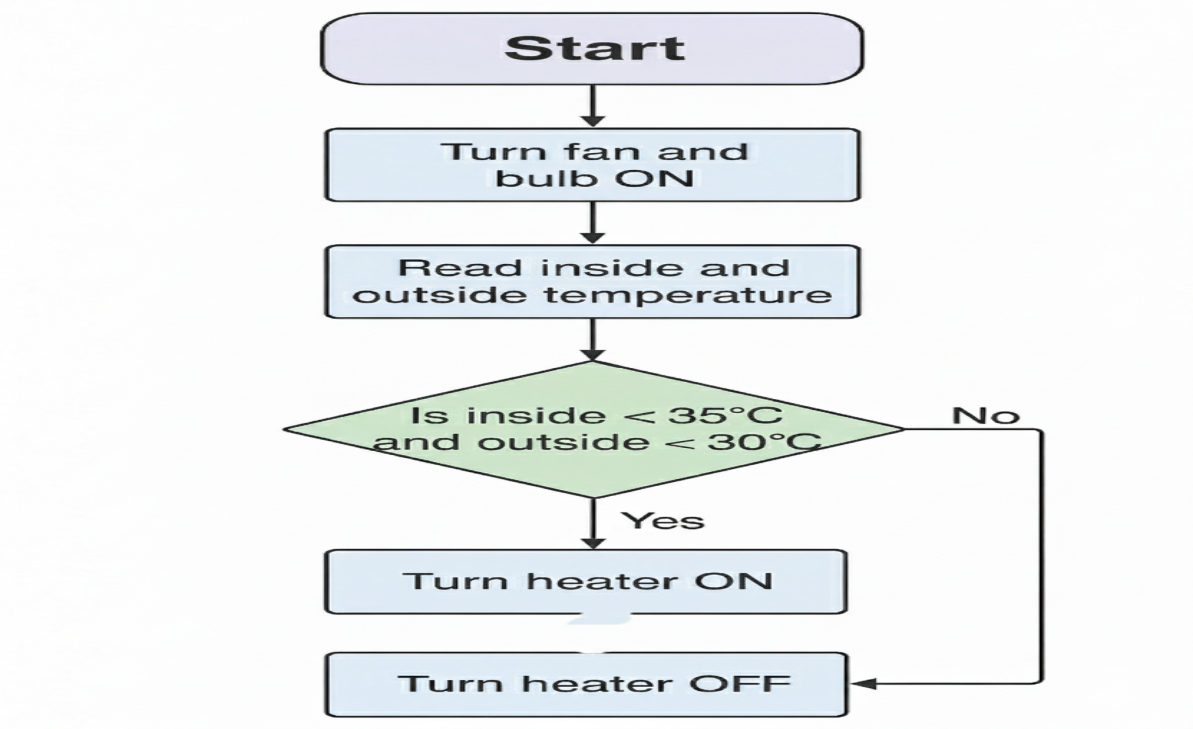 Start
Turn fan and
bulb ON
Read inside and
outside temperature
Is inside < 35°C
and outside < 30°C
No
Yes
Turn heater ON
Turn heater OFF